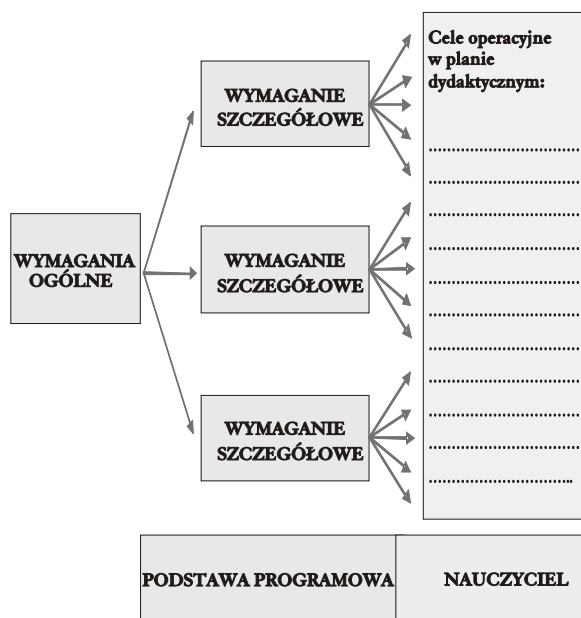 Cele operacyjne
w planie
dydaktycznym:
WYMAGANIE
SZCZEGÓŁOWE
WYMAGANIA
OGÓLNE
WYMAGANIE
SZCZEGÓŁOWE
WYMAGANIE
SZCZEGÓŁOWE
PODSTAWA PROGRAMOWA
NAUCZYCIEL